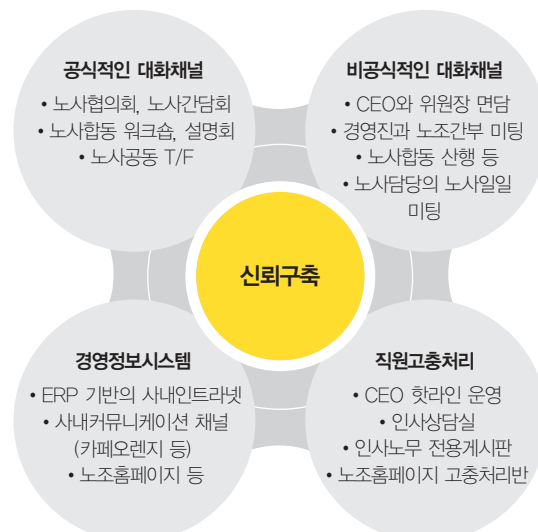 공식적인 대화채널
• 노사협의회, 노사간담회
• 노사합동 워크숍, 설명회
• 노사공동 T/F
비공식적인 대화채널
• CEO와 위원장 면담
• 경영진과 노조간부 미팅
• 노사합동 산행 등
• 노사담당의 노사일일
미팅
신뢰구축
경영정보시스템
• ERP 기반의 사내인트라넷
• 사내커뮤니케이션 채널
(카페오렌지 등)
• 노조홈페이지 등
직원고충처리
• CEO 핫라인 운영
• 인사상담실
• 인사노무 전용게시판
• 노조홈페이지 고충처리반